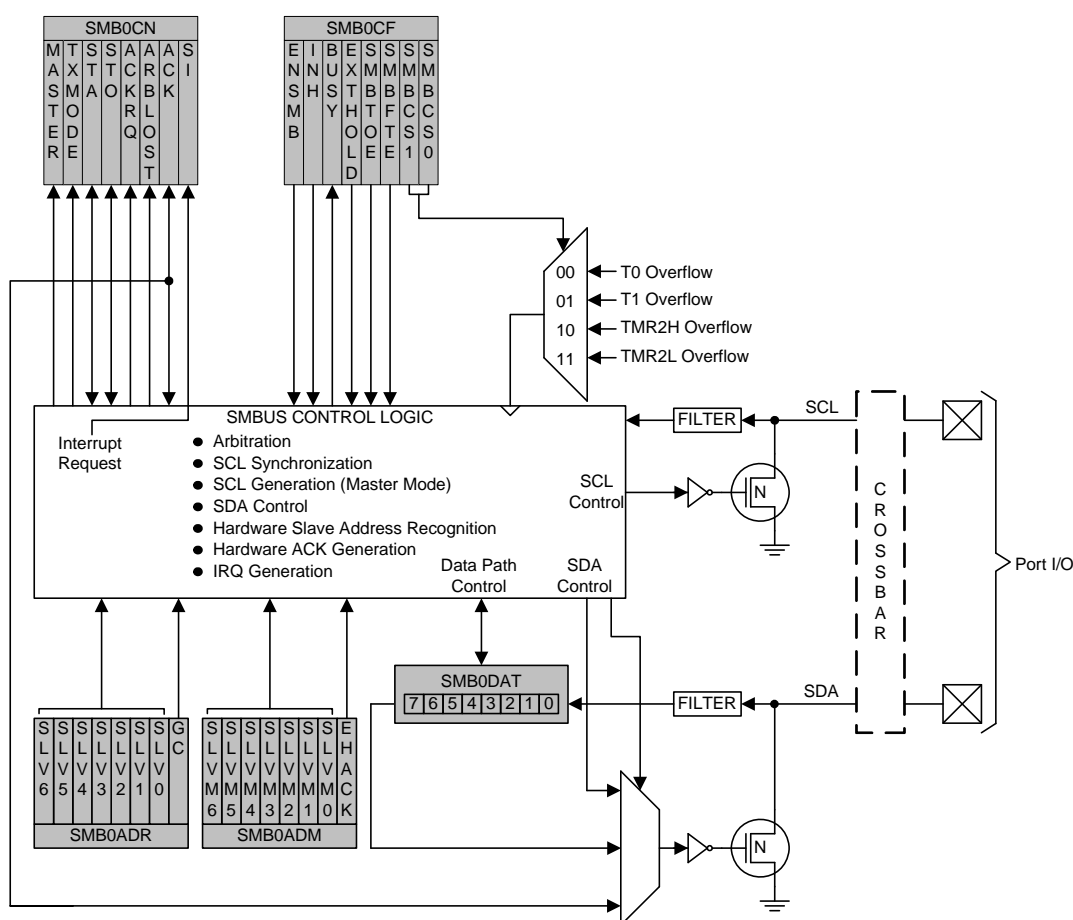 SMB0CN
MASTER
TXMODE
STA
STO
ACKRQ
ARBLOST
ACK
SI
SMB0CF
ENSMB
INH
BUSY
EXTHOLD
SMBTOE
SMBFTE
SMBCS1
SMBCS0
00
T0 Overflow
01
T1 Overflow
10
TMR2H Overflow
11
TMR2L Overflow
SMBUS CONTROL LOGIC
Interrupt
Request
● Arbitration
● SCL Synchronization
● SCL Generation (Master Mode)
● SDA Control
● Hardware Slave Address Recognition
● Hardware ACK Generation
● IRQ Generation
Data Path
Control
SDA
Control
SCL
Control
FILTER
SCL
N
CROSSBAR
Port I/O
SMB0DAT
7 6 5 4 3 2 1 0
FILTER
SDA
N
SLV6
SLV5
SLV4
SLV3
SLV2
SLV1
SLV0
GC
SMB0ADR
SLVM6
SLVM5
SLVM4
SLVM3
SLVM2
SLVM1
SLVM0
EHACK
SMB0ADM